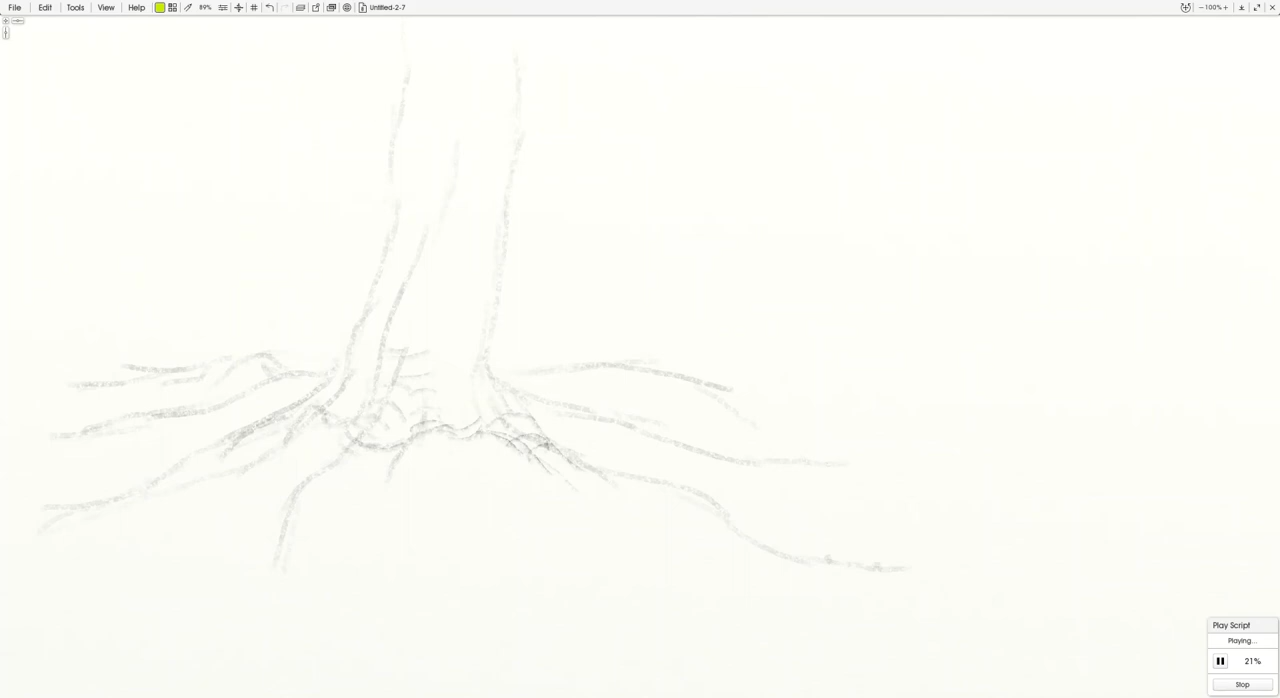 File Edit Tools View Help 89% Untitled-2-7 −100%+
Play Script
Playing...
21%
Stop